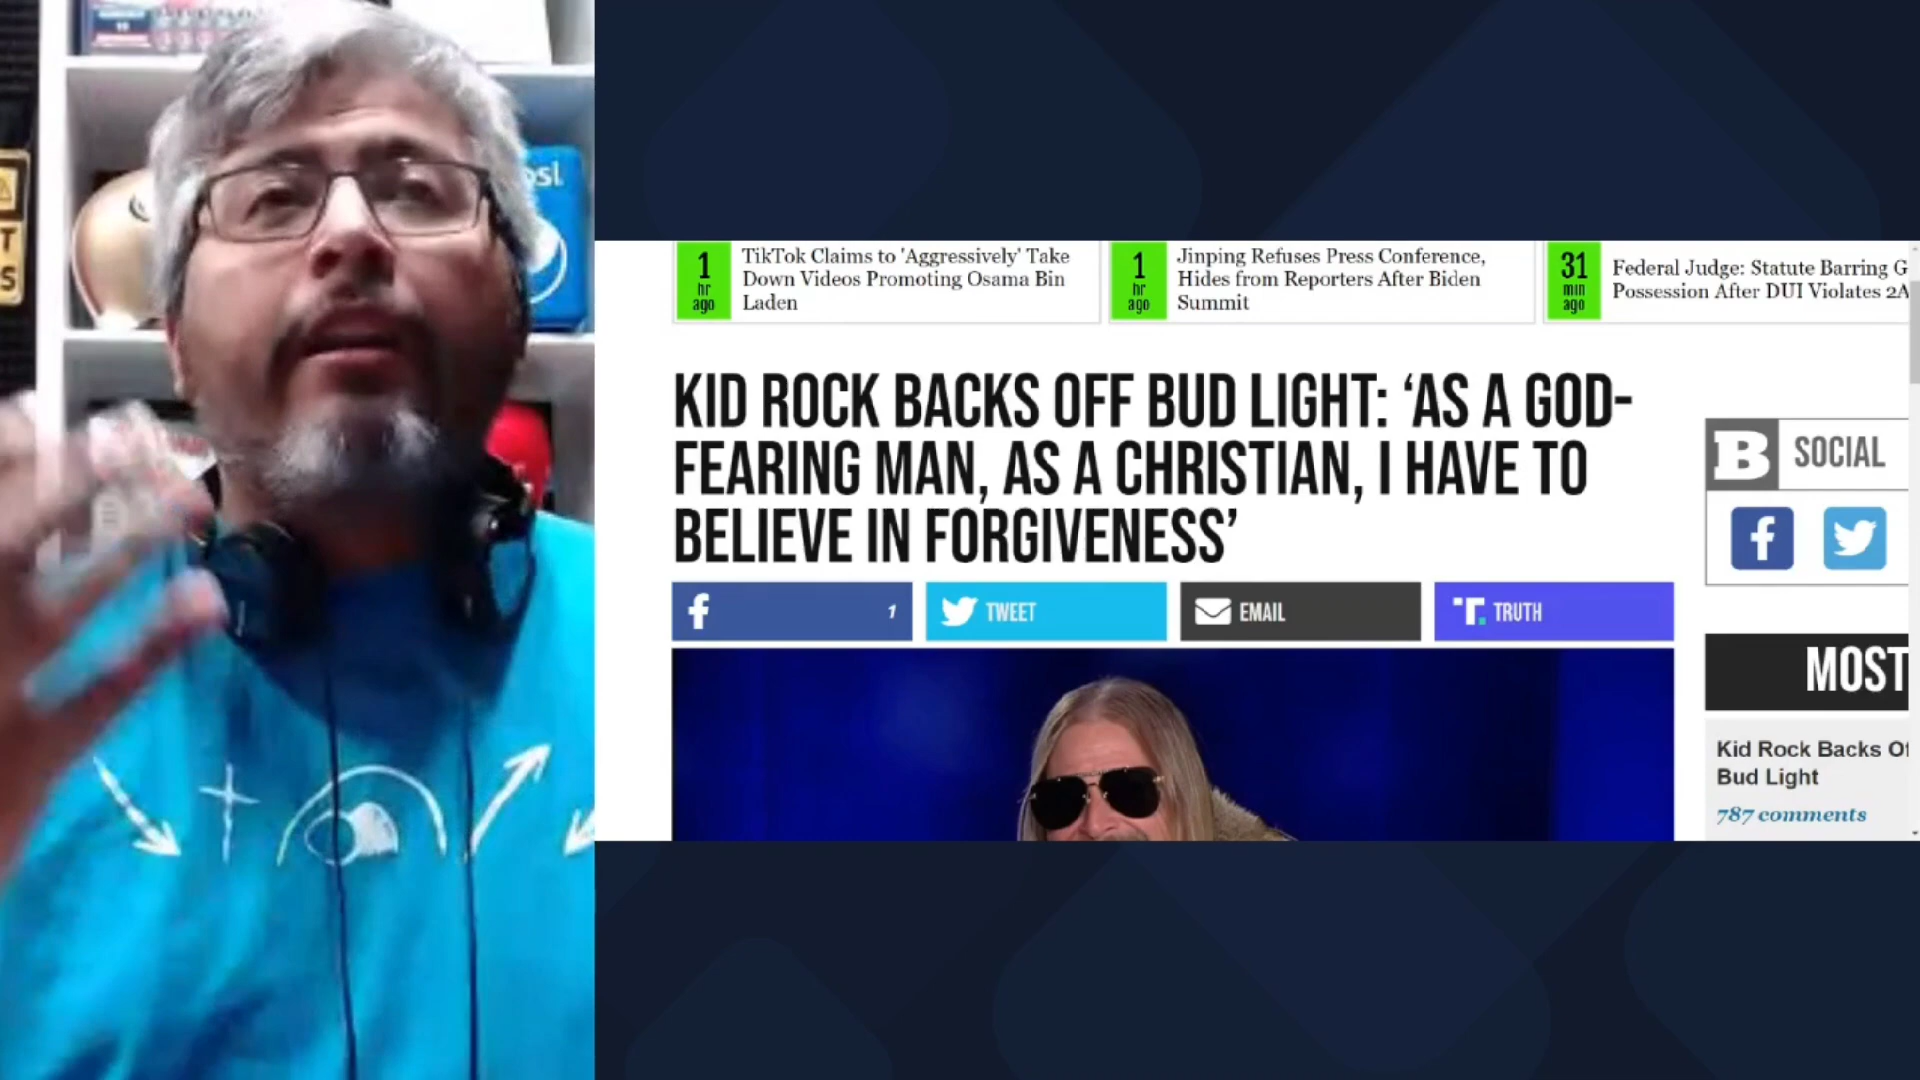 1
hr
ago
TikTok Claims to 'Aggressively' Take
Down Videos Promoting Osama Bin
Laden
1
hr
ago
Jinping Refuses Press Conference,
Hides from Reporters After Biden
Summit
31
min
ago
Federal Judge: Statute Barring G
Possession After DUI Violates 2A
KID ROCK BACKS OFF BUD LIGHT: ‘AS A GOD-
FEARING MAN, AS A CHRISTIAN, I HAVE TO
BELIEVE IN FORGIVENESS’
B SOCIAL
1
TWEET
EMAIL
TRUTH
MOST
Kid Rock Backs Of
Bud Light
787 comments